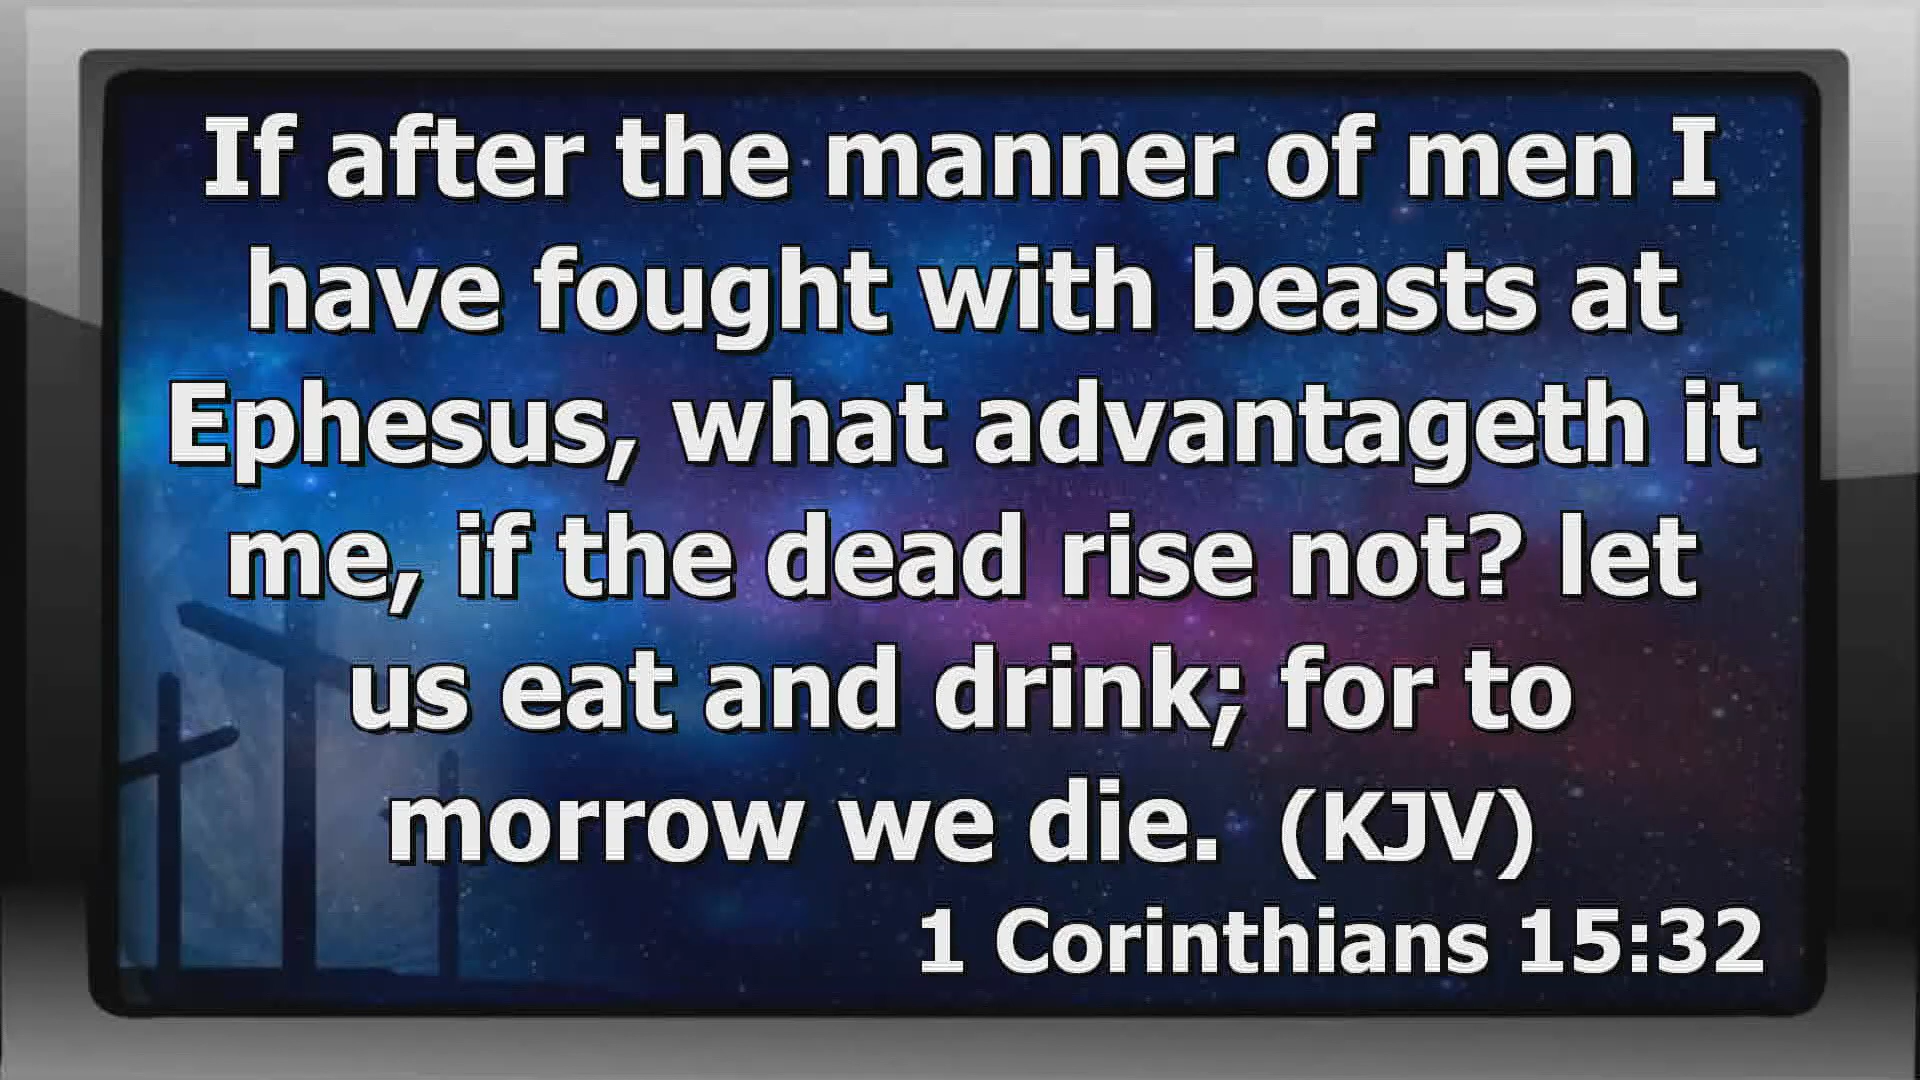 If after the manner of men I
have fought with beasts at
Ephesus, what advantageth it
me, if the dead rise not? let
us eat and drink; for to
morrow we die.  (KJV)
1 Corinthians 15:32